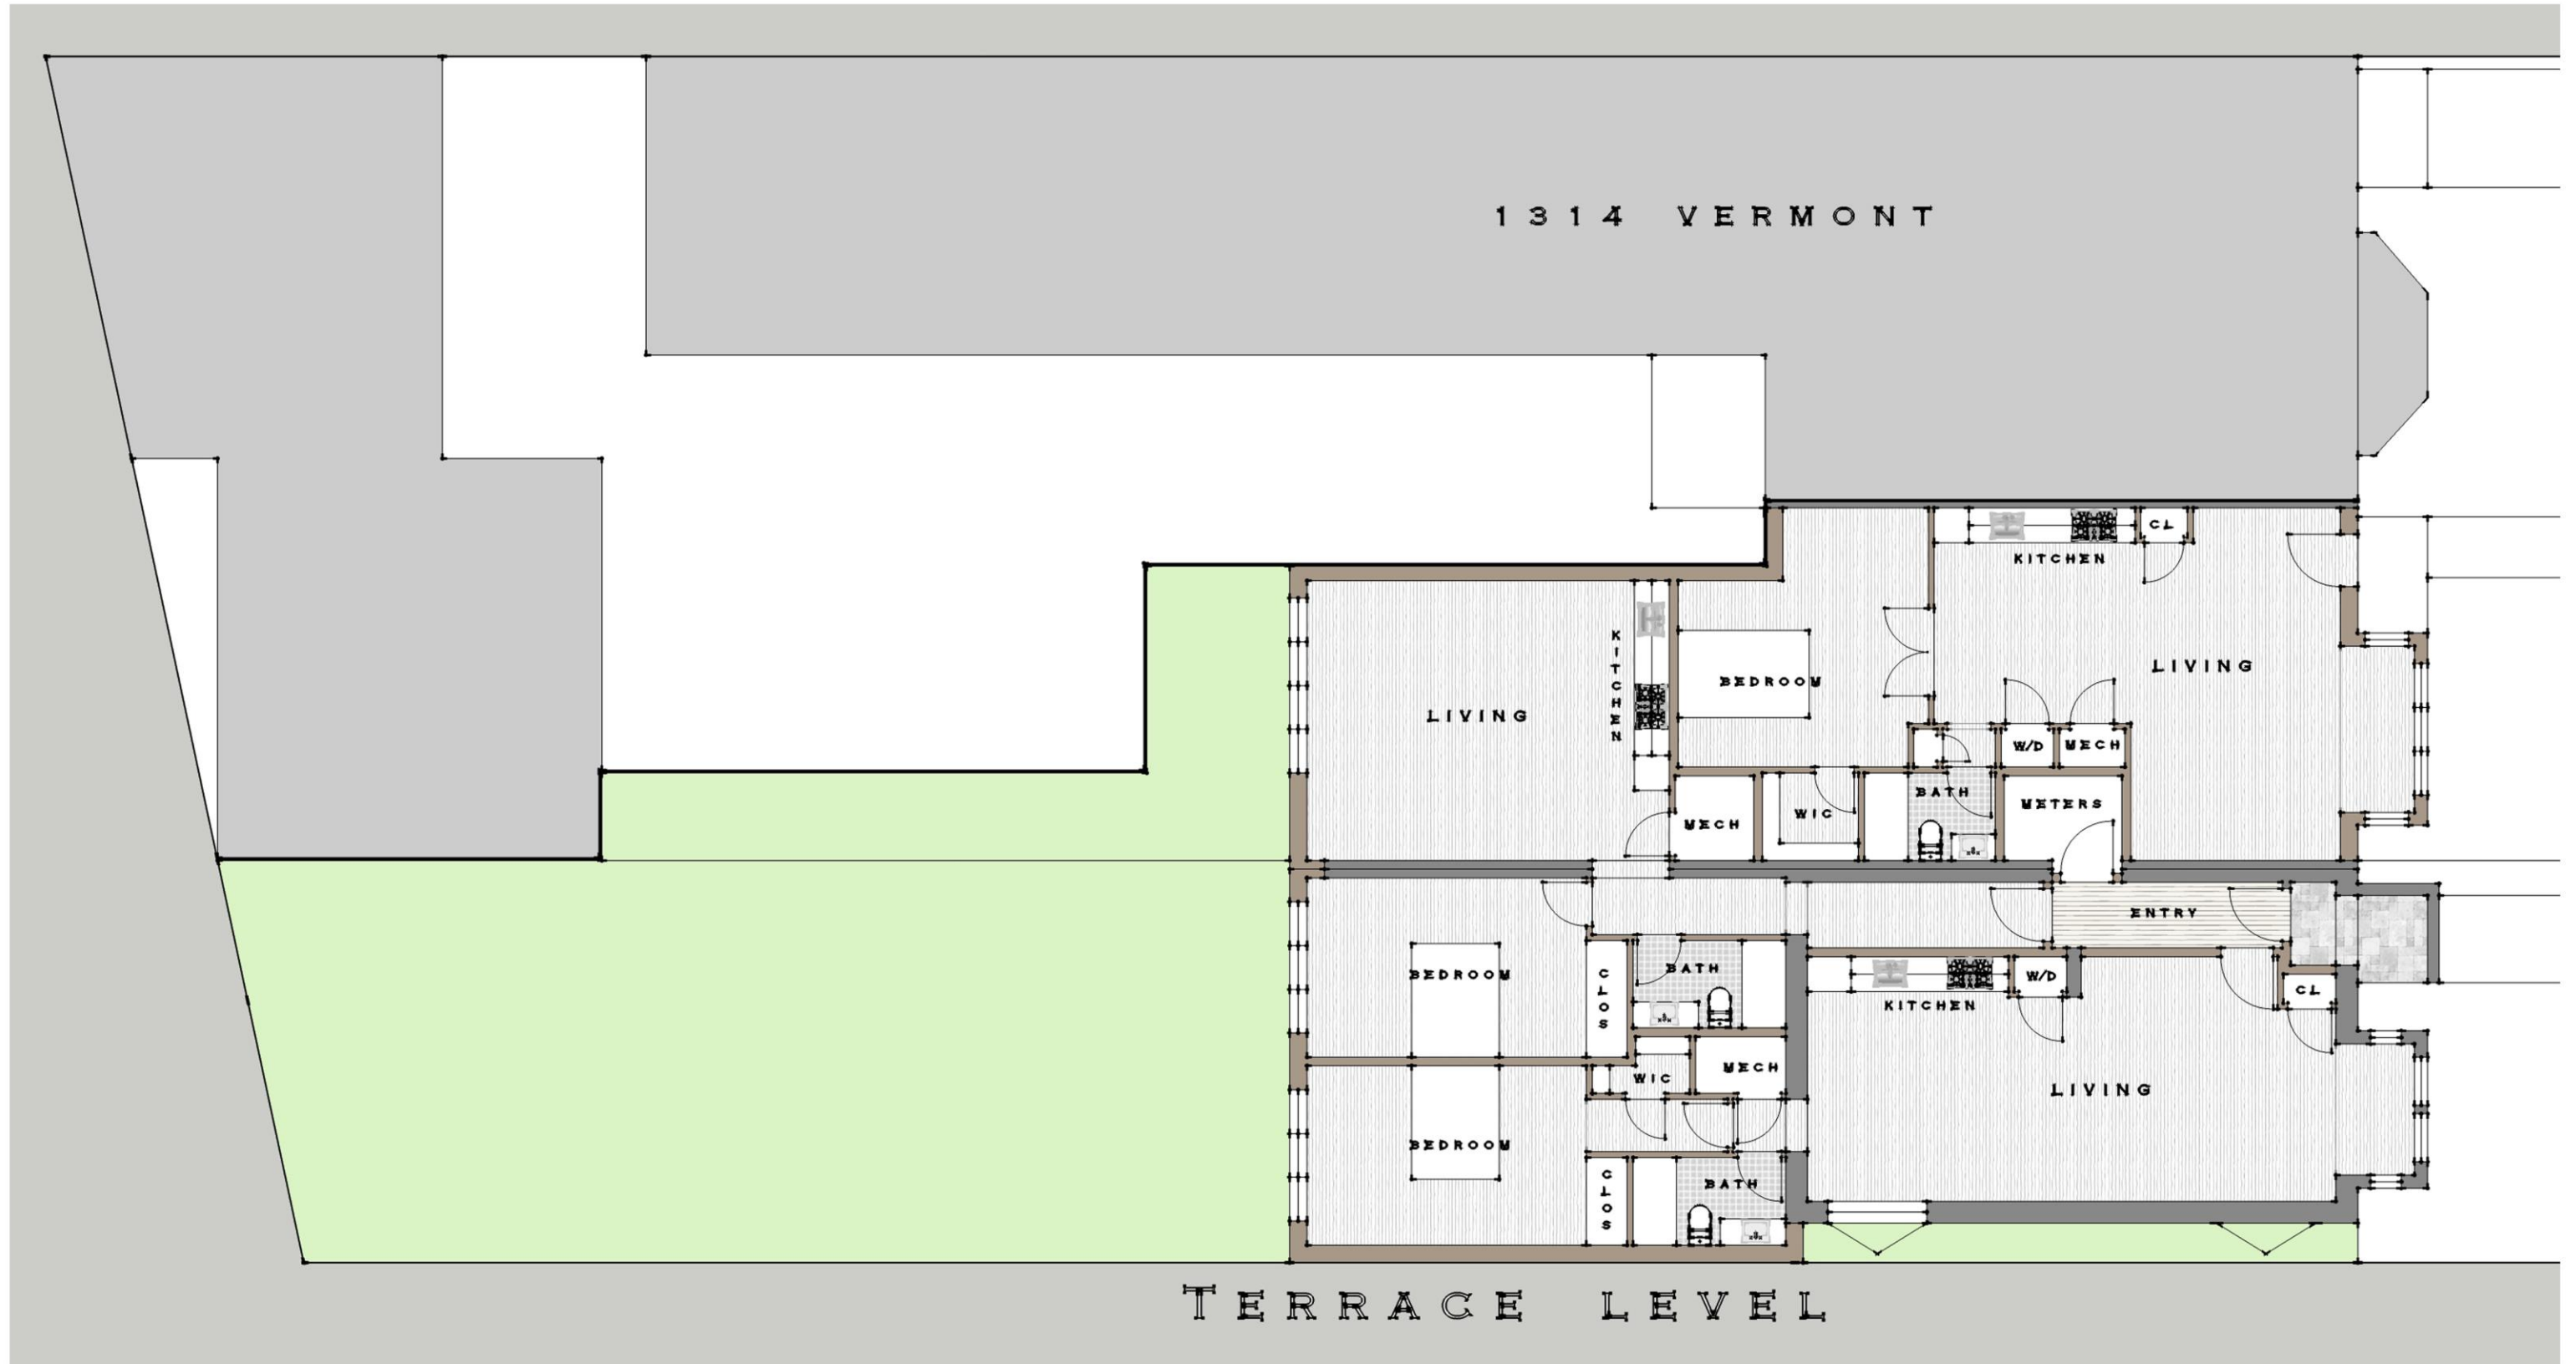 1314 VERMONT
CL
KITCHEN
KITCHEN
LIVING
BEDROOM
LIVING
W/D
MECH
BATH
METERS
WIC
MECH
ENTRY
BATH
BEDROOM
W/D
CLOS
CL
KITCHEN
MECH
WIC
LIVING
BEDROOM
BATH
CLOS
TERRACE LEVEL